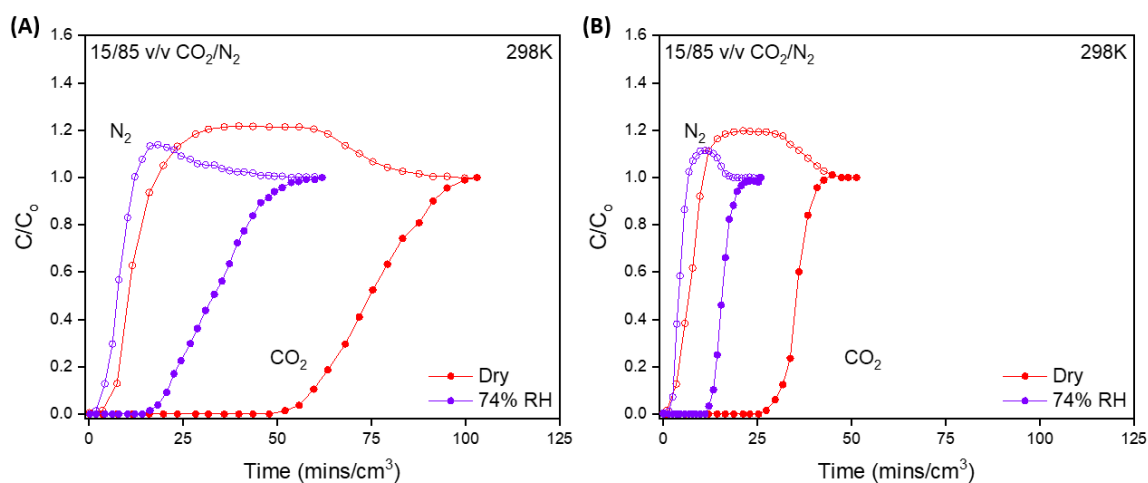 (A)
15/85 v/v CO₂/N₂ 298K
N₂
CO₂
Dry
74% RH
C/Cₒ
0.0
0.2
0.4
0.6
0.8
1.0
1.2
1.4
1.6
0 25 50 75 100 125
Time (mins/cm³)
(B)
15/85 v/v CO₂/N₂ 298K
N₂
CO₂
Dry
74% RH
C/Cₒ
0.0
0.2
0.4
0.6
0.8
1.0
1.2
1.4
1.6
0 25 50 75 100 125
Time (mins/cm³)